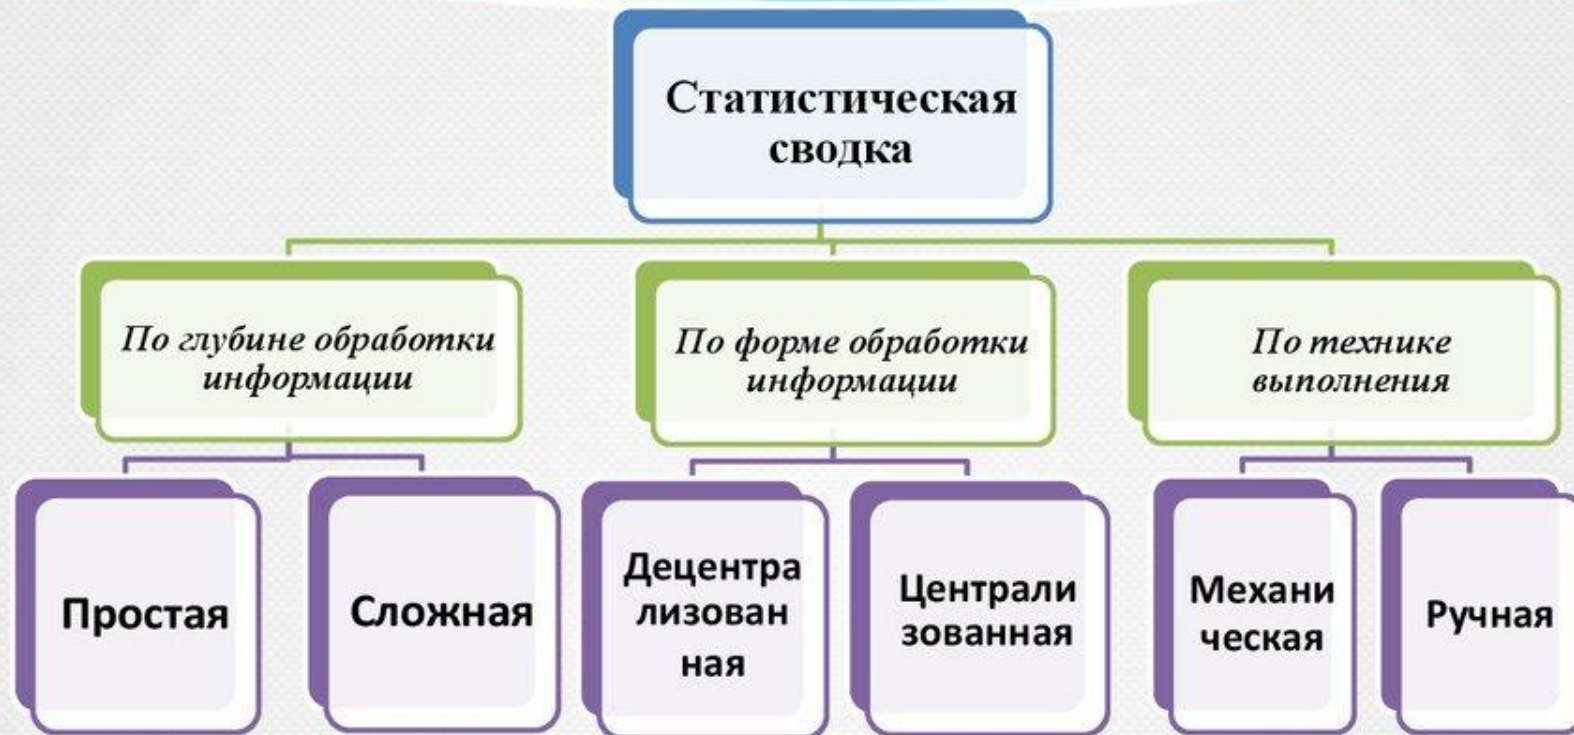 Статистическая
сводка
По глубине обработки
информации
По форме обработки
информации
По технике
выполнения
Простая
Сложная
Децентра
лизован
ная
Централи
зованная
Механи
ческая
Ручная